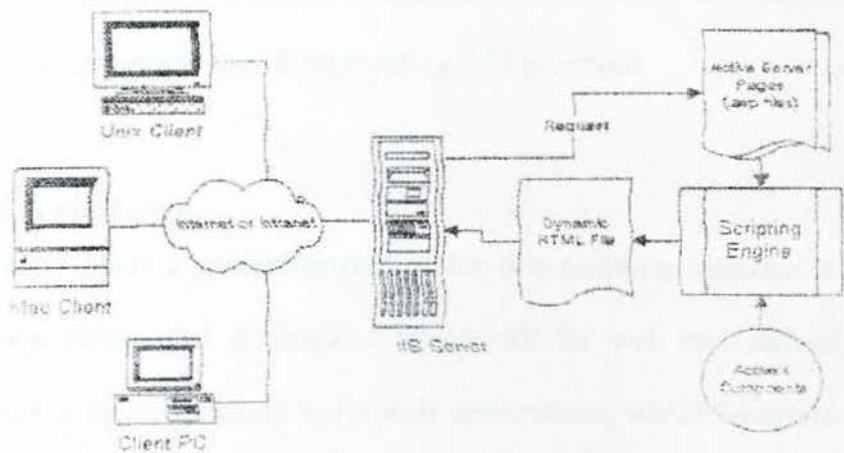 Unix Client
Internet or Intranet
Mac Client
Client PC
IIS Server
Request
Active Server
Pages
(.asp files)
Dynamic
HTML File
Scripting
Engine
ActiveX
Components